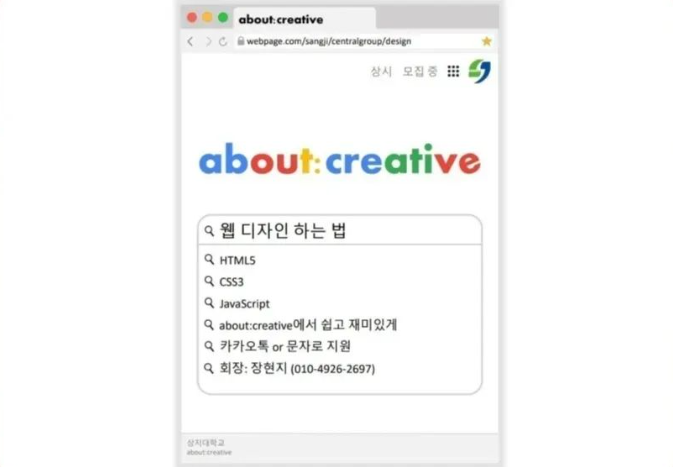 about:creative
webpage.com/sangji/centralgroup/design
상시 모집 중
about:creative
웹 디자인 하는 법
HTML5
CSS3
JavaScript
about:creative에서 쉽고 재미있게
카카오톡 or 문자로 지원
회장: 장현지 (010-4926-2697)
상지대학교
about:creative